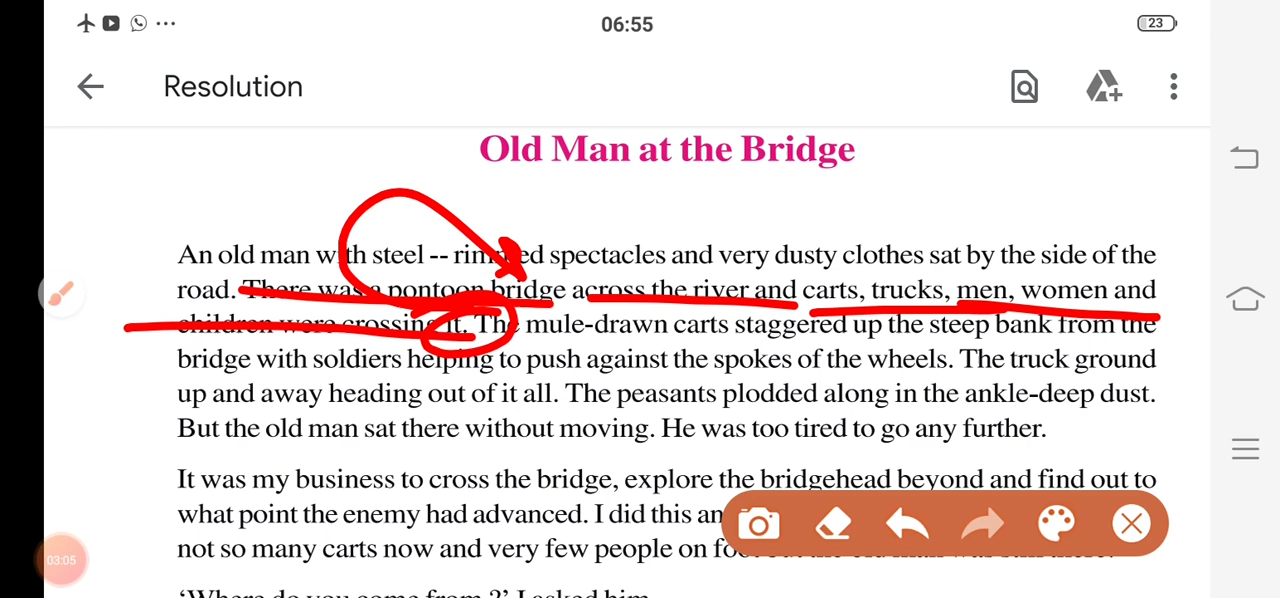 06:55
23
Resolution
Old Man at the Bridge
An old man with steel -- rimmed spectacles and very dusty clothes sat by the side of the
road. There was a pontoon bridge across the river and carts, trucks, men, women and
children were crossing it. The mule-drawn carts staggered up the steep bank from the
bridge with soldiers helping to push against the spokes of the wheels. The truck ground
up and away heading out of it all. The peasants plodded along in the ankle-deep dust.
But the old man sat there without moving. He was too tired to go any further.
It was my business to cross the bridge, explore the bridgehead beyond and find out to
what point the enemy had advanced. I did this an
not so many carts now and very few people on
‘Where do you come from ?’ I asked him.
03:05